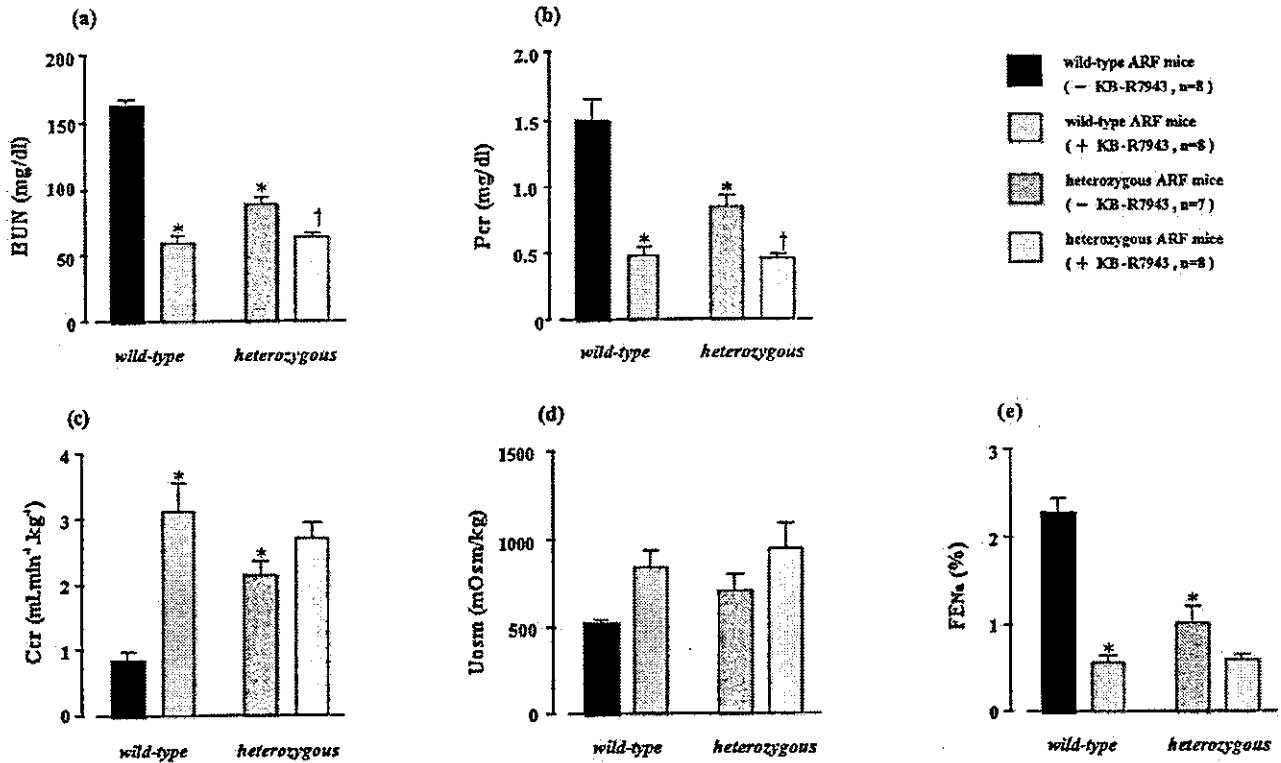 (a)
BUN (mg/dl)
200
150
100
50
0
*
*
†
wild-type heterozygous
(b)
Pcr (mg/dl)
2.0
1.5
1.0
0.5
0
*
*
†
wild-type heterozygous
wild-type ARF mice
( − KB-R7943 , n=8 )
wild-type ARF mice
( + KB-R7943 , n=8 )
heterozygous ARF mice
( − KB-R7943 , n=7 )
heterozygous ARF mice
( + KB-R7943 , n=8 )
(c)
Ccr (ml.min⁻¹.kg⁻¹)
4
3
2
1
0
*
*
wild-type heterozygous
(d)
Uosm (mOsm/kg)
1500
1000
500
0
wild-type heterozygous
(e)
FENa (%)
3
2
1
0
*
*
wild-type heterozygous